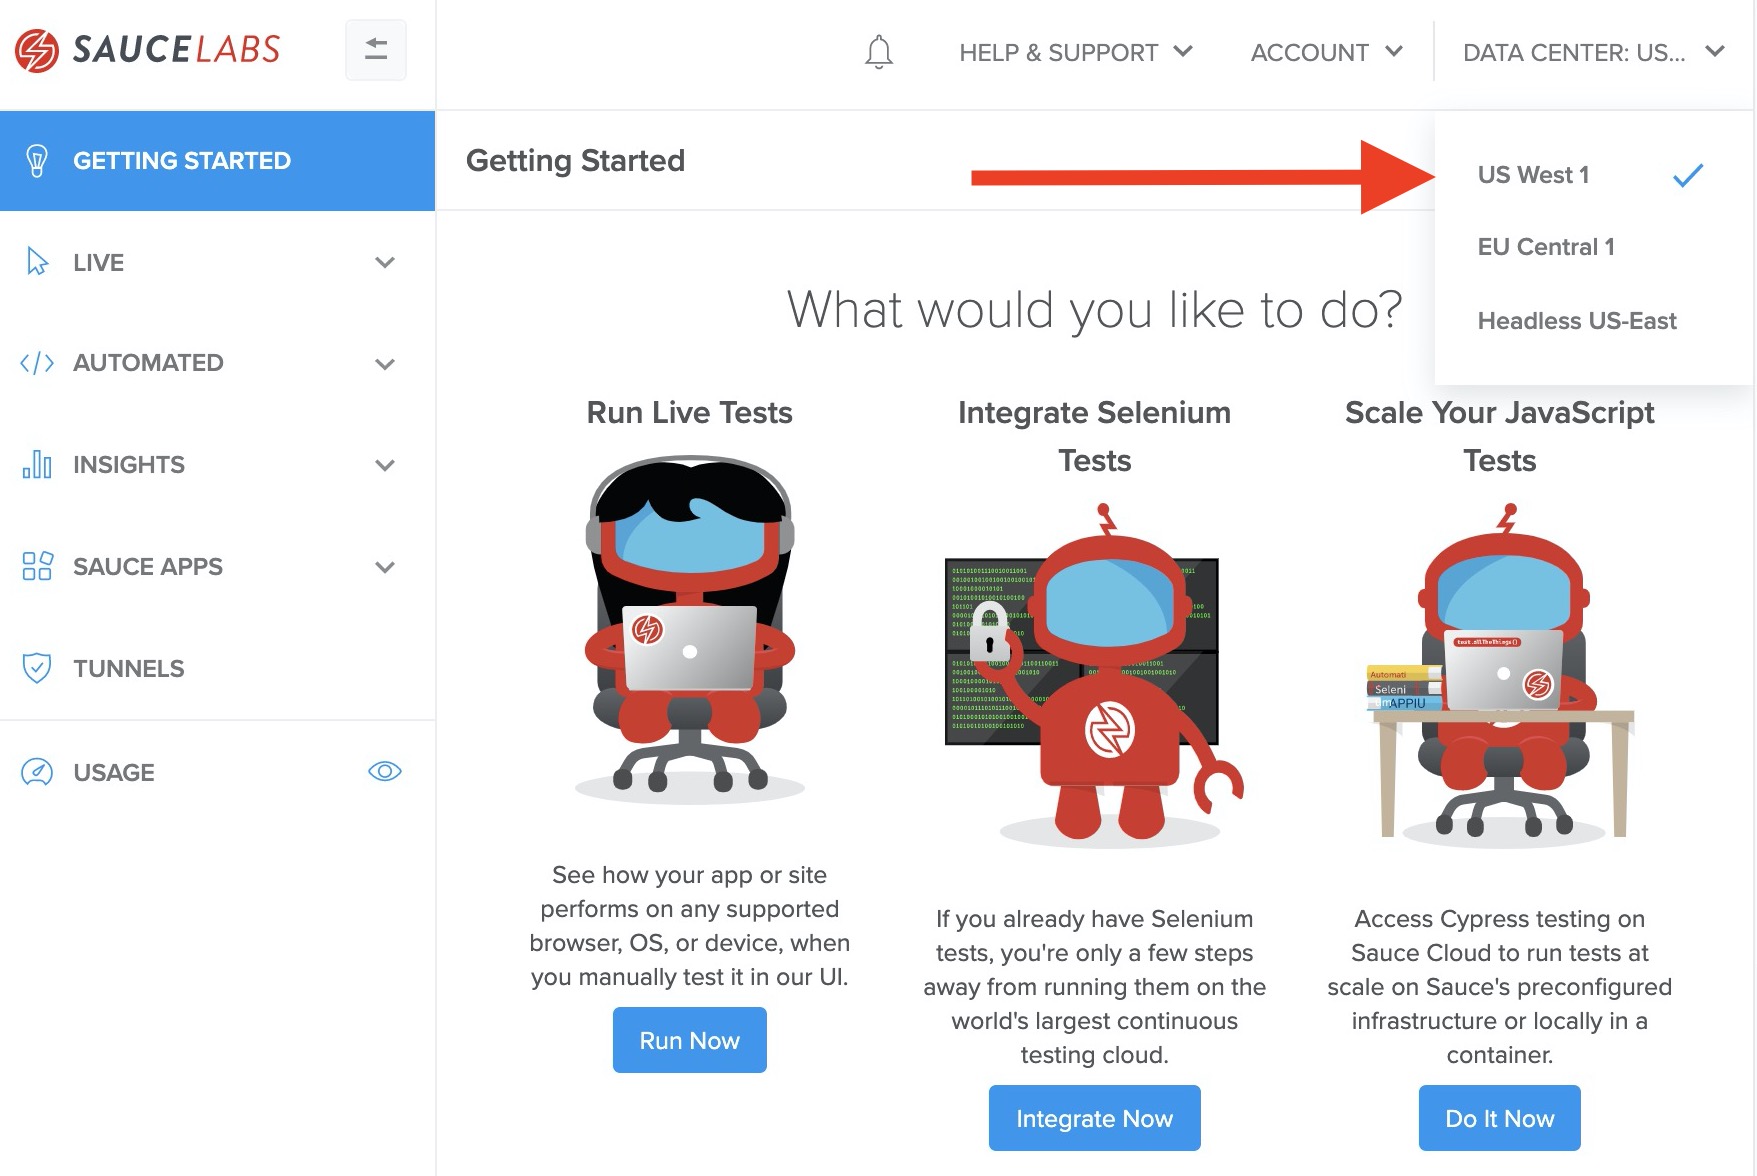 SAUCELABS
HELP & SUPPORT
ACCOUNT
DATA CENTER: US...
GETTING STARTED
LIVE
AUTOMATED
INSIGHTS
SAUCE APPS
TUNNELS
USAGE
Getting Started
US West 1
EU Central 1
Headless US-East
What would you like to do?
Run Live Tests
See how your app or site
performs on any supported
browser, OS, or device, when
you manually test it in our UI.
Run Now
Integrate Selenium
Tests
If you already have Selenium
tests, you're only a few steps
away from running them on the
world's largest continuous
testing cloud.
Integrate Now
Scale Your JavaScript
Tests
test.allTheThings()
Automati
Seleni
um
APPIU
Access Cypress testing on
Sauce Cloud to run tests at
scale on Sauce's preconfigured
infrastructure or locally in a
container.
Do It Now